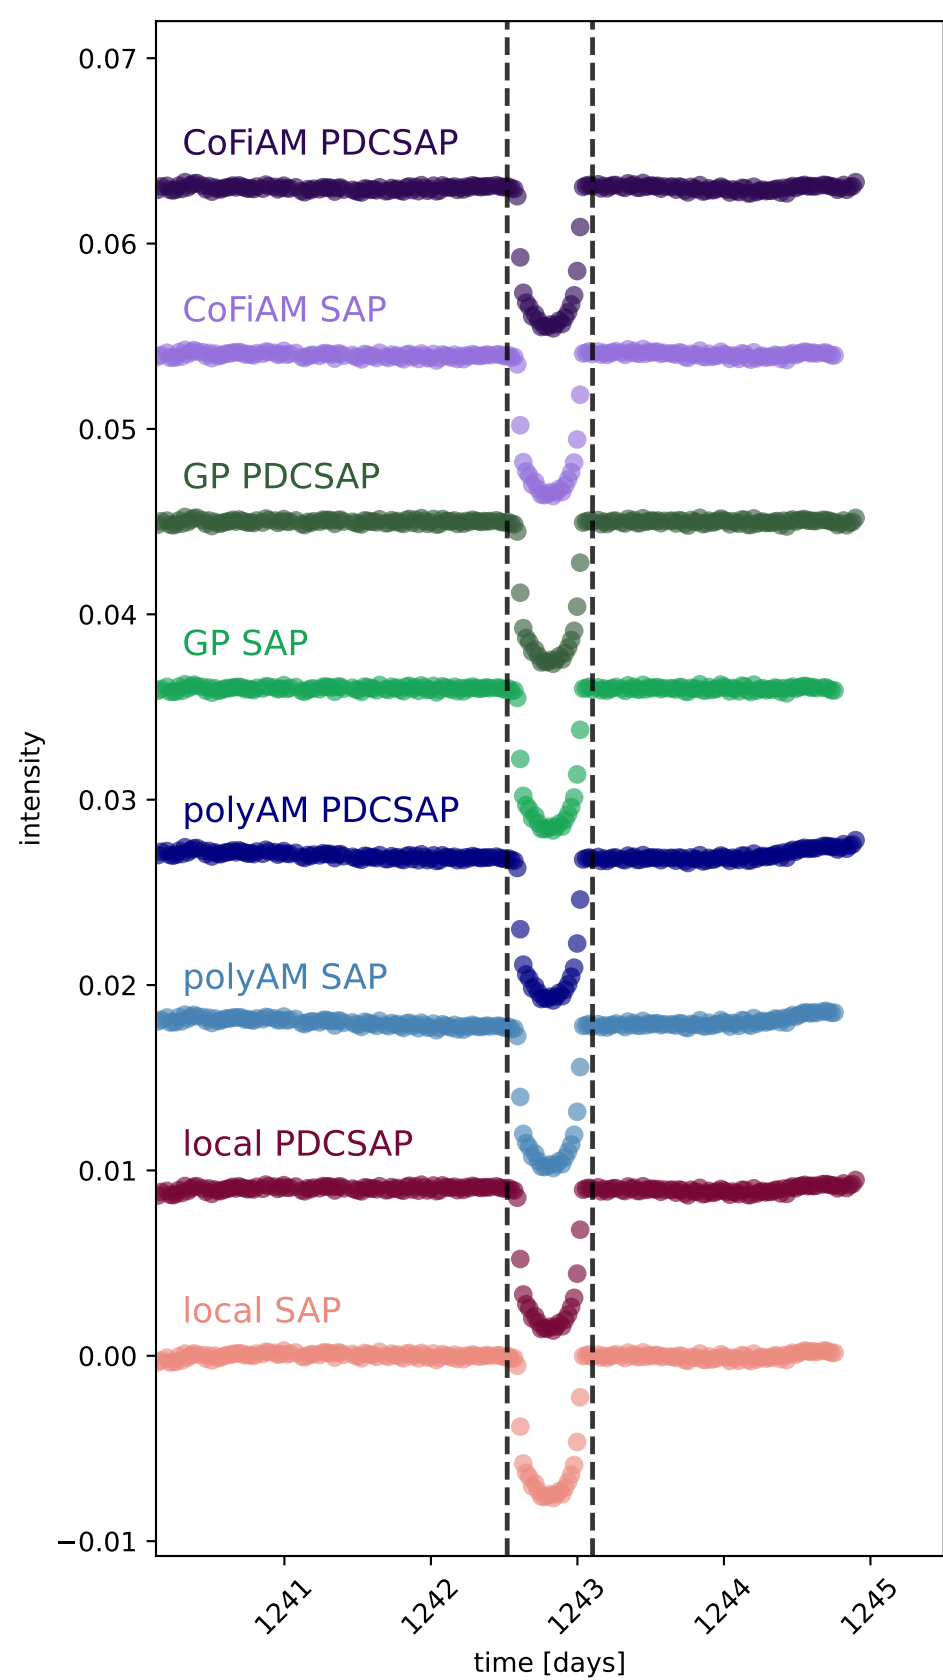 0.07
CoFiAM PDCSAP
0.06
CoFiAM SAP
0.05
GP PDCSAP
0.04
GP SAP
intensity
0.03
polyAM PDCSAP
0.02
polyAM SAP
0.01
local PDCSAP
local SAP
0.00
−0.01
1241 1242 1243 1244 1245
time [days]